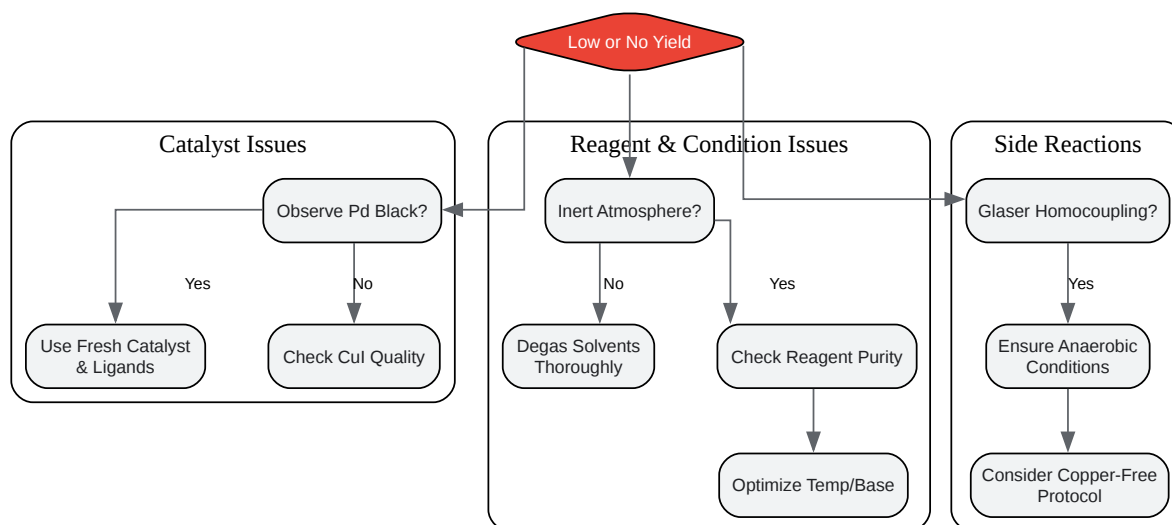 Low or No Yield
Catalyst Issues
Reagent & Condition Issues
Side Reactions
Observe Pd Black?
Inert Atmosphere?
Glaser Homocoupling?
Yes
No
No
Yes
Yes
Use Fresh Catalyst
& Ligands
Check CuI Quality
Degas Solvents
Thoroughly
Check Reagent Purity
Ensure Anaerobic
Conditions
Optimize Temp/Base
Consider Copper-Free
Protocol